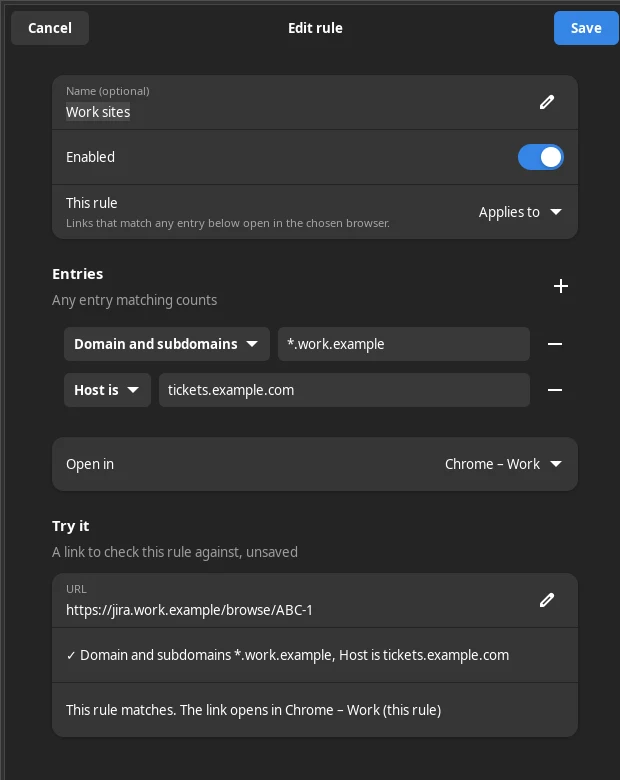 Cancel
Edit rule
Save
Name (optional)
Work sites
Enabled
This rule
Links that match any entry below open in the chosen browser.
Applies to
Entries
Any entry matching counts
Domain and subdomains
*.work.example
Host is
tickets.example.com
Open in
Chrome – Work
Try it
A link to check this rule against, unsaved
URL
https://jira.work.example/browse/ABC-1
✓ Domain and subdomains *.work.example, Host is tickets.example.com
This rule matches. The link opens in Chrome – Work (this rule)